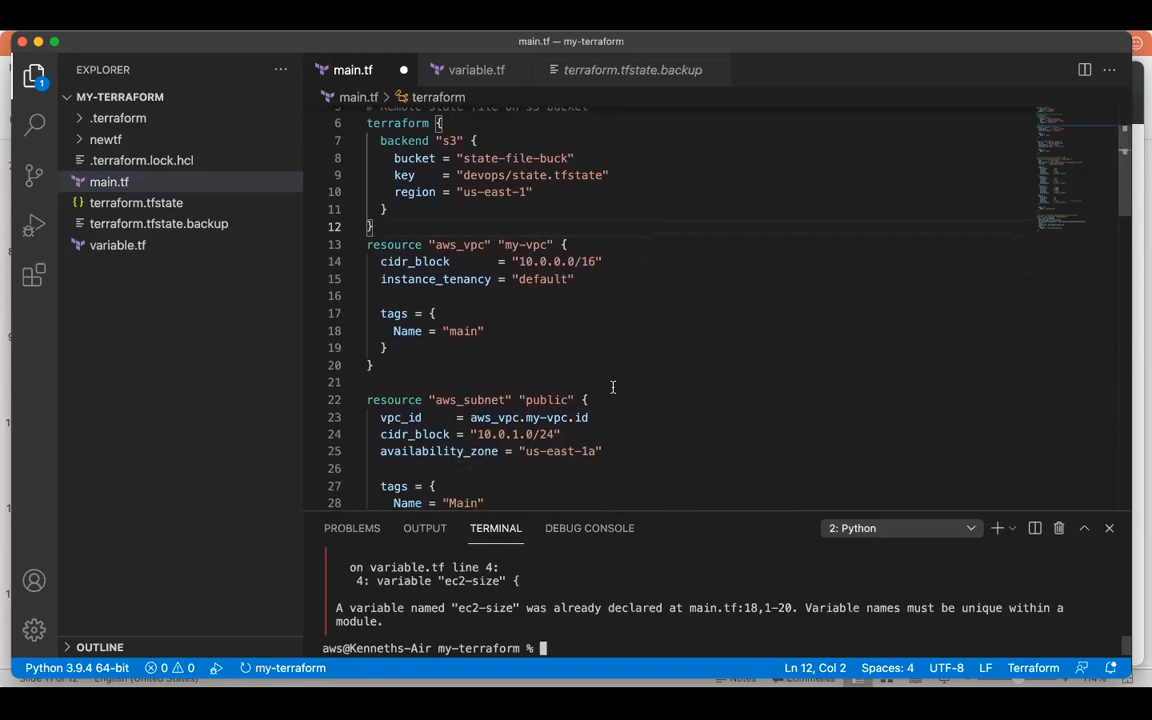 main.tf — my-terraform
EXPLORER
MY-TERRAFORM
.terraform
newtf
.terraform.lock.hcl
main.tf
terraform.tfstate
terraform.tfstate.backup
variable.tf
OUTLINE
1
main.tf
variable.tf
terraform.tfstate.backup
main.tf > terraform
5 # Remote state file on s3 bucket
6 terraform {
7 backend "s3" {
8 bucket = "state-file-buck"
9 key = "devops/state.tfstate"
10 region = "us-east-1"
11 }
12 }
13 resource "aws_vpc" "my-vpc" {
14 cidr_block = "10.0.0.0/16"
15 instance_tenancy = "default"
16
17 tags = {
18 Name = "main"
19 }
20 }
21
22 resource "aws_subnet" "public" {
23 vpc_id = aws_vpc.my-vpc.id
24 cidr_block = "10.0.1.0/24"
25 availability_zone = "us-east-1a"
26
27 tags = {
28 Name = "Main"
PROBLEMS OUTPUT TERMINAL DEBUG CONSOLE 2: Python
on variable.tf line 4:
4: variable "ec2-size" {
A variable named "ec2-size" was already declared at main.tf:18,1-20. Variable names must be unique within a
module.
aws@Kenneths-Air my-terraform %
Python 3.9.4 64-bit 0 0 my-terraform Ln 12, Col 2 Spaces: 4 UTF-8 LF Terraform